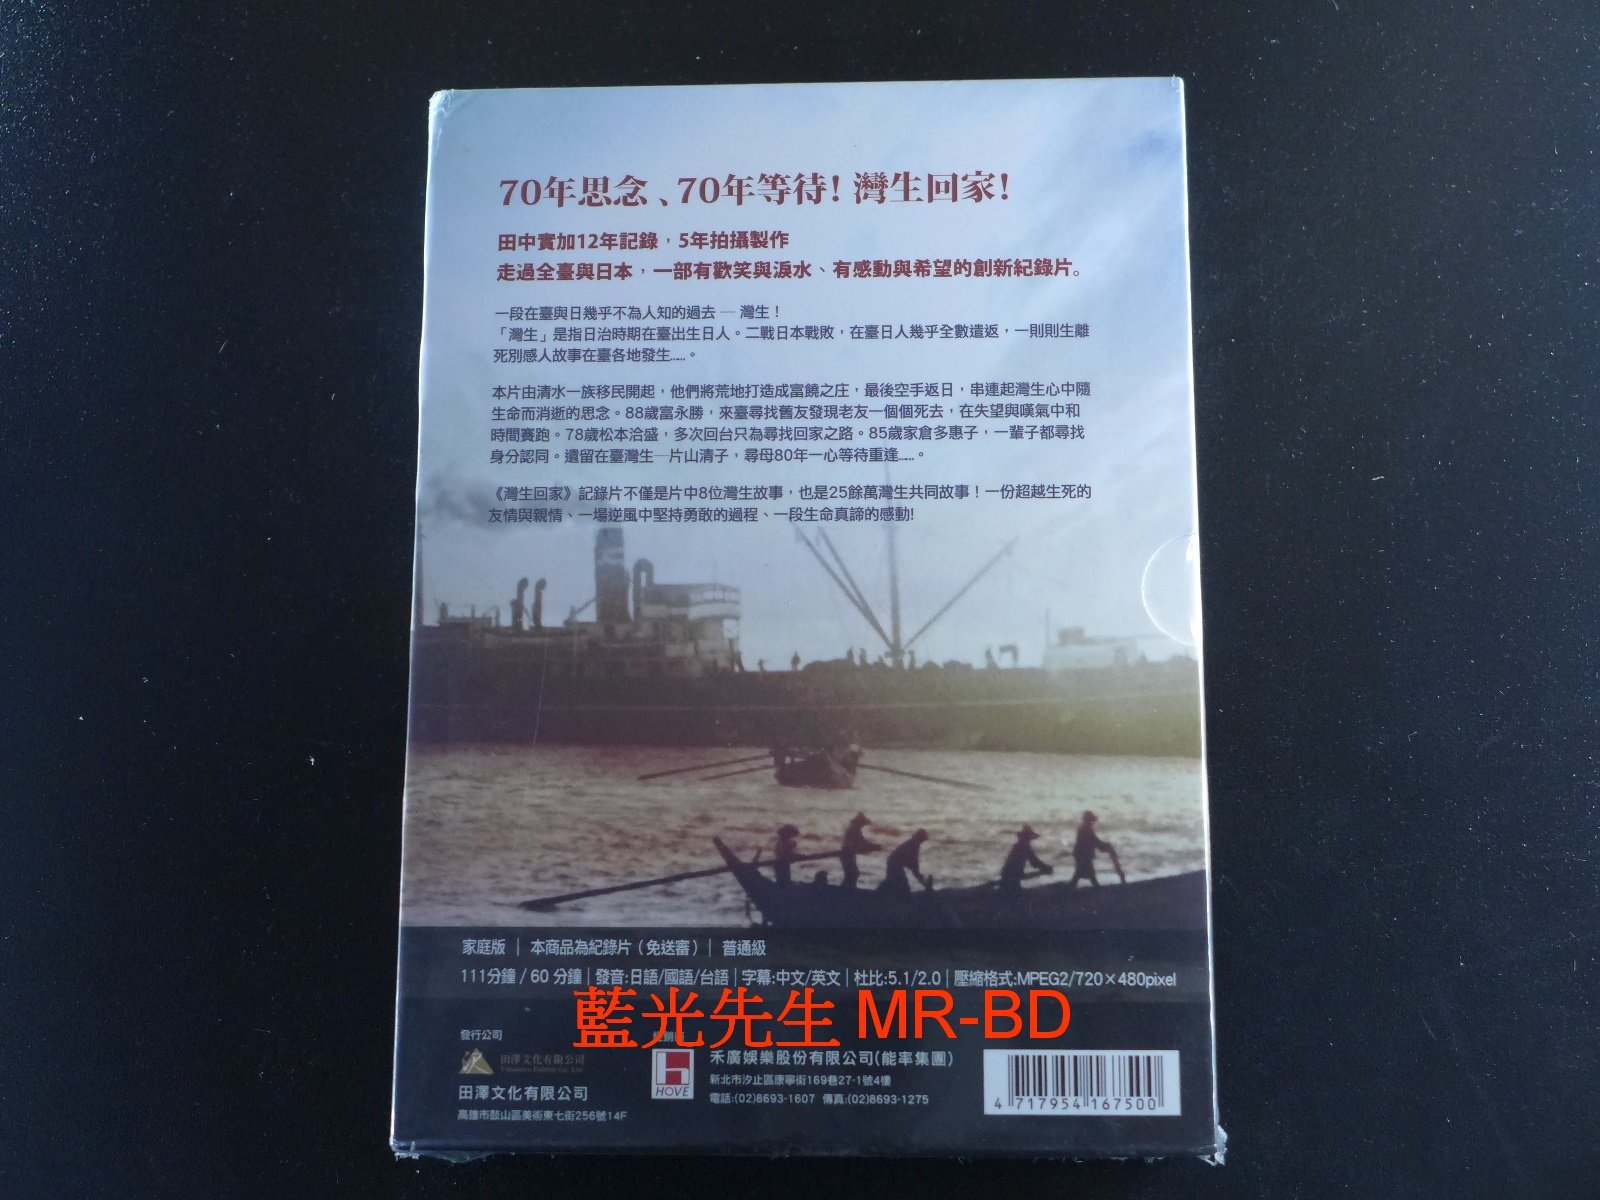 70年思念、70年等待！灣生回家！
田中實加12年記錄，5年拍攝製作
走過全臺與日本，一部有歡笑與淚水、有感動與希望的創新紀錄片。
一段在臺與日幾乎不為人知的過去 — 灣生！
「灣生」是指日治時期在臺出生日人。二戰日本戰敗，在臺日人幾乎全數遣返，一則則生離
死別感人故事在臺各地發生……。
本片由清水一族移民開起，他們將荒地打造成富饒之庄，最後空手返日，串連起灣生心中隨
生命而消逝的思念。88歲富永勝，來臺尋找舊友發現老友一個個死去，在失望與嘆氣中和
時間賽跑。78歲松本洽盛，多次回台只為尋找回家之路。85歲家倉多惠子，一輩子都尋找
身分認同。遺留在臺灣生─片山清子，尋母80年一心等待重逢……。
《灣生回家》記錄片不僅是片中8位灣生故事，也是25餘萬灣生共同故事！一份超越生死的
友情與親情、一場逆風中堅持勇敢的過程、一段生命真諦的感動!
家庭版 │ 本商品為紀錄片（免送審）│ 普通級
111分鐘 / 60 分鐘│發音:日語/國語/台語│字幕:中文/英文│杜比:5.1/2.0│壓縮格式:MPEG2/720×480pixel
藍光先生 MR-BD
發行公司
田澤文化有限公司
田澤文化有限公司
高雄市鼓山區美術東七街256號14F
HOVE
禾廣娛樂股份有限公司(能率集團)
新北市汐止區康寧街169巷27-1號4樓
電話:(02)8693-1607 傳真:(02)8693-1275
4 717954 167500